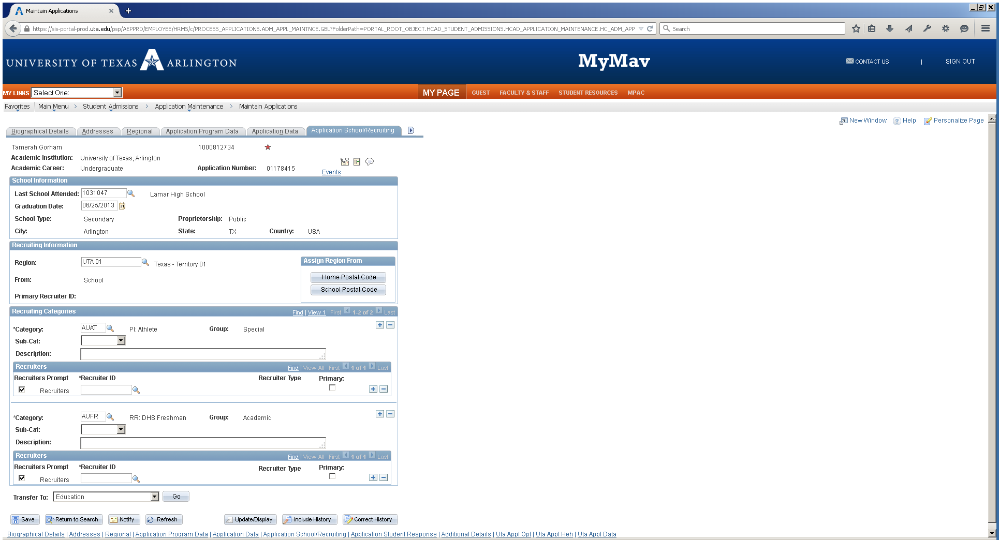 Maintain Applications
https://sis-portal-prod.uta.edu/psp/AEPPRD/EMPLOYEE/HRMS/c/PROCESS_APPLICATIONS.ADM_APPL_MAINTNCE.GBL?FolderPath=PORTAL_ROOT_OBJECT.HCAD_STUDENT_ADMISSIONS.HCAD_APPLICATION_MAINTENANCE.HC_ADM_APP Search
UNIVERSITY OF TEXAS ARLINGTON MyMav CONTACT US | SIGN OUT
MY LINKS Select One: MY PAGE GUEST FACULTY & STAFF STUDENT RESOURCES MPAC
Favorites Main Menu > Student Admissions > Application Maintenance > Maintain Applications
New Window Help Personalize Page
Biographical Details Addresses Regional Application Program Data Application Data Application School/Recruiting
Tamerah Gorham 1000812734
Academic Institution: University of Texas, Arlington
Academic Career: Undergraduate Application Number: 01178415
Events
School Information
Last School Attended: 1031047 Lamar High School
Graduation Date: 06/25/2013 31
School Type: Secondary Proprietorship: Public
City: Arlington State: TX Country: USA
Recruiting Information
Region: UTA 01 Texas - Territory 01
Assign Region From
Home Postal Code
From: School
School Postal Code
Primary Recruiter ID:
Recruiting Categories Find | View 1 First 1-2 of 2 Last
*Category: AUAT PI: Athlete Group: Special
Sub-Cat:
Description:
Recruiters Find | View All First 1 of 1 Last
Recruiters Prompt *Recruiter ID Recruiter Type Primary:
Recruiters
*Category: AUFR RR: DHS Freshman Group: Academic
Sub-Cat:
Description:
Recruiters Find | View All First 1 of 1 Last
Recruiters Prompt *Recruiter ID Recruiter Type Primary:
Recruiters
Transfer To: Education Go
Save Return to Search Notify Refresh Update/Display Include History Correct History
Biographical Details | Addresses | Regional | Application Program Data | Application Data | Application School/Recruiting | Application Student Response | Additional Details | Uta Appl Opt | Uta Appl Heh | Uta Appl Data